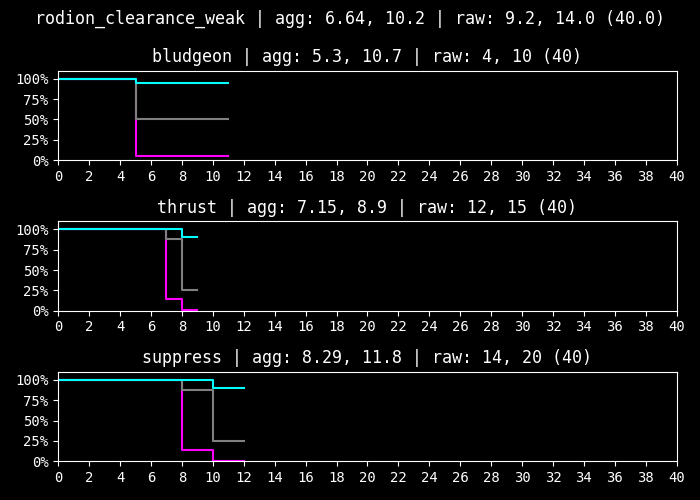 rodion_clearance_weak | agg: 6.64, 10.2 | raw: 9.2, 14.0 (40.0)
bludgeon | agg: 5.3, 10.7 | raw: 4, 10 (40)
100%
75%
50%
25%
0%
0 2 4 6 8 10 12 14 16 18 20 22 24 26 28 30 32 34 36 38 40
thrust | agg: 7.15, 8.9 | raw: 12, 15 (40)
100%
75%
50%
25%
0%
0 2 4 6 8 10 12 14 16 18 20 22 24 26 28 30 32 34 36 38 40
suppress | agg: 8.29, 11.8 | raw: 14, 20 (40)
100%
75%
50%
25%
0%
0 2 4 6 8 10 12 14 16 18 20 22 24 26 28 30 32 34 36 38 40